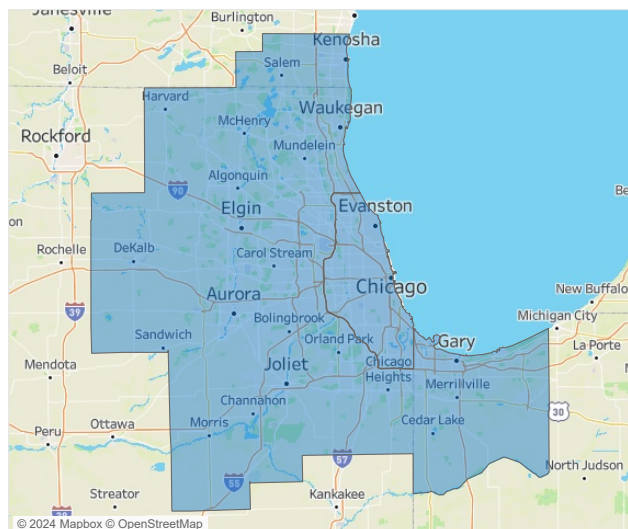 Janesville
Burlington
Kenosha
Beloit
Salem
Harvard
Waukegan
McHenry
Rockford
Mundelein
Algonquin
90
Elgin
Evanston
Rochelle
DeKalb
Carol Stream
Chicago
New Buffalo
Aurora
39
Michigan City
Bolingbrook
Sandwich
Orland Park
Gary
La Porte
Mendota
Joliet
Chicago
Heights
Merrillville
Channahon
30
Ottawa
Morris
Cedar Lake
Peru
57
North Judson
55
Streator
Kankakee
© 2024 Mapbox © OpenStreetMap